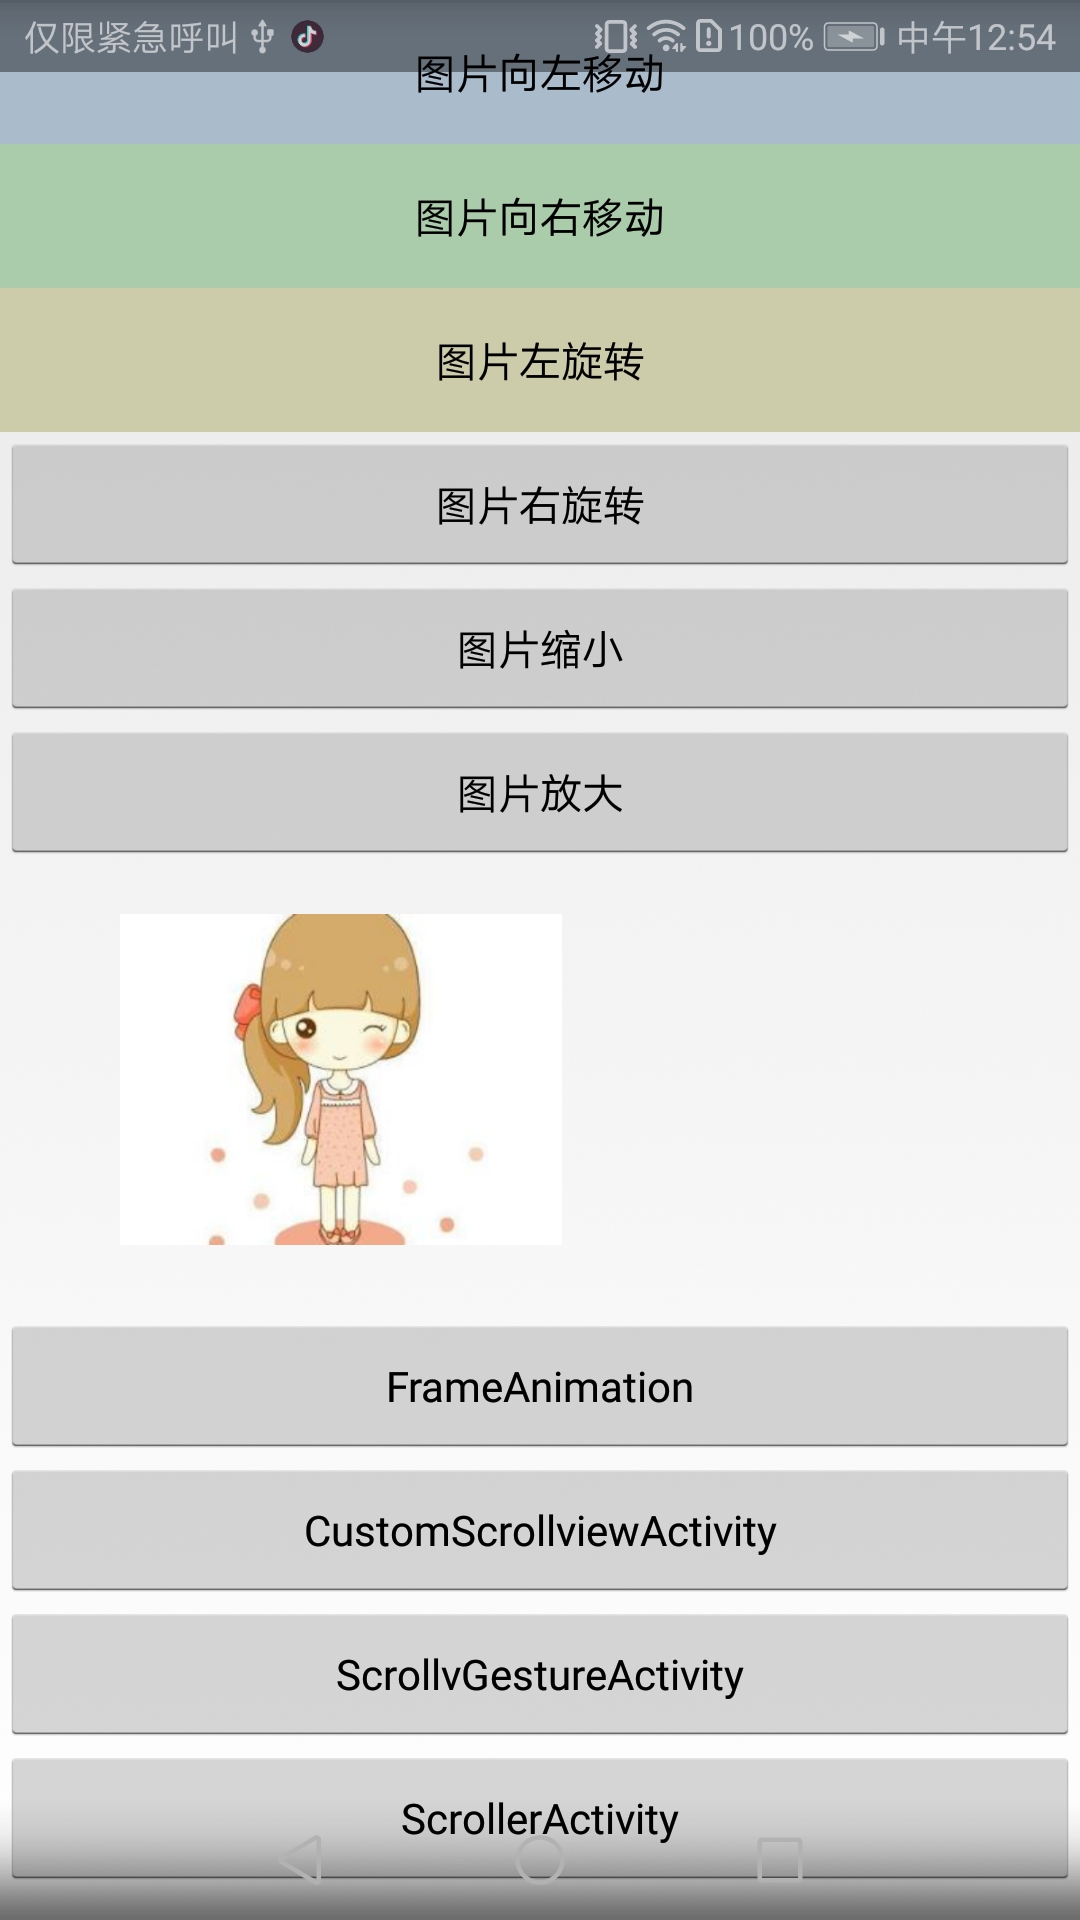 仅限紧急呼叫 100% 中午12:54
图片向左移动
图片向右移动
图片左旋转
图片右旋转
图片缩小
图片放大
FrameAnimation
CustomScrollviewActivity
ScrollvGestureActivity
ScrollerActivity